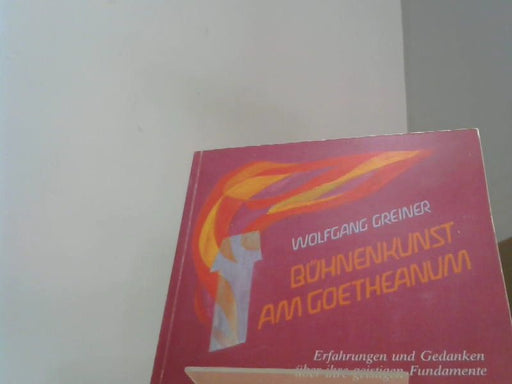 WOLFGANG GREINER
BÜHNENKUNST
AM GOETHEANUM
Erfahrungen und Gedanken
über ihre geistigen Fundamente